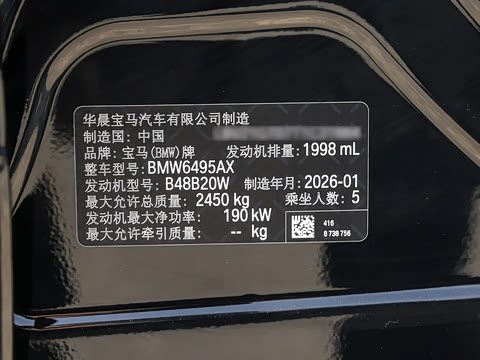 华晨宝马汽车有限公司制造
制造国: 中国
品牌: 宝马(BMW)牌 发动机排量: 1998 mL
整车型号: BMW6495AX
发动机型号: B48B20W 制造年月: 2026-01
最大允许总质量: 2450 kg 乘坐人数: 5
发动机最大净功率: 190 kW
最大允许牵引质量: -- kg
416
8 738 756